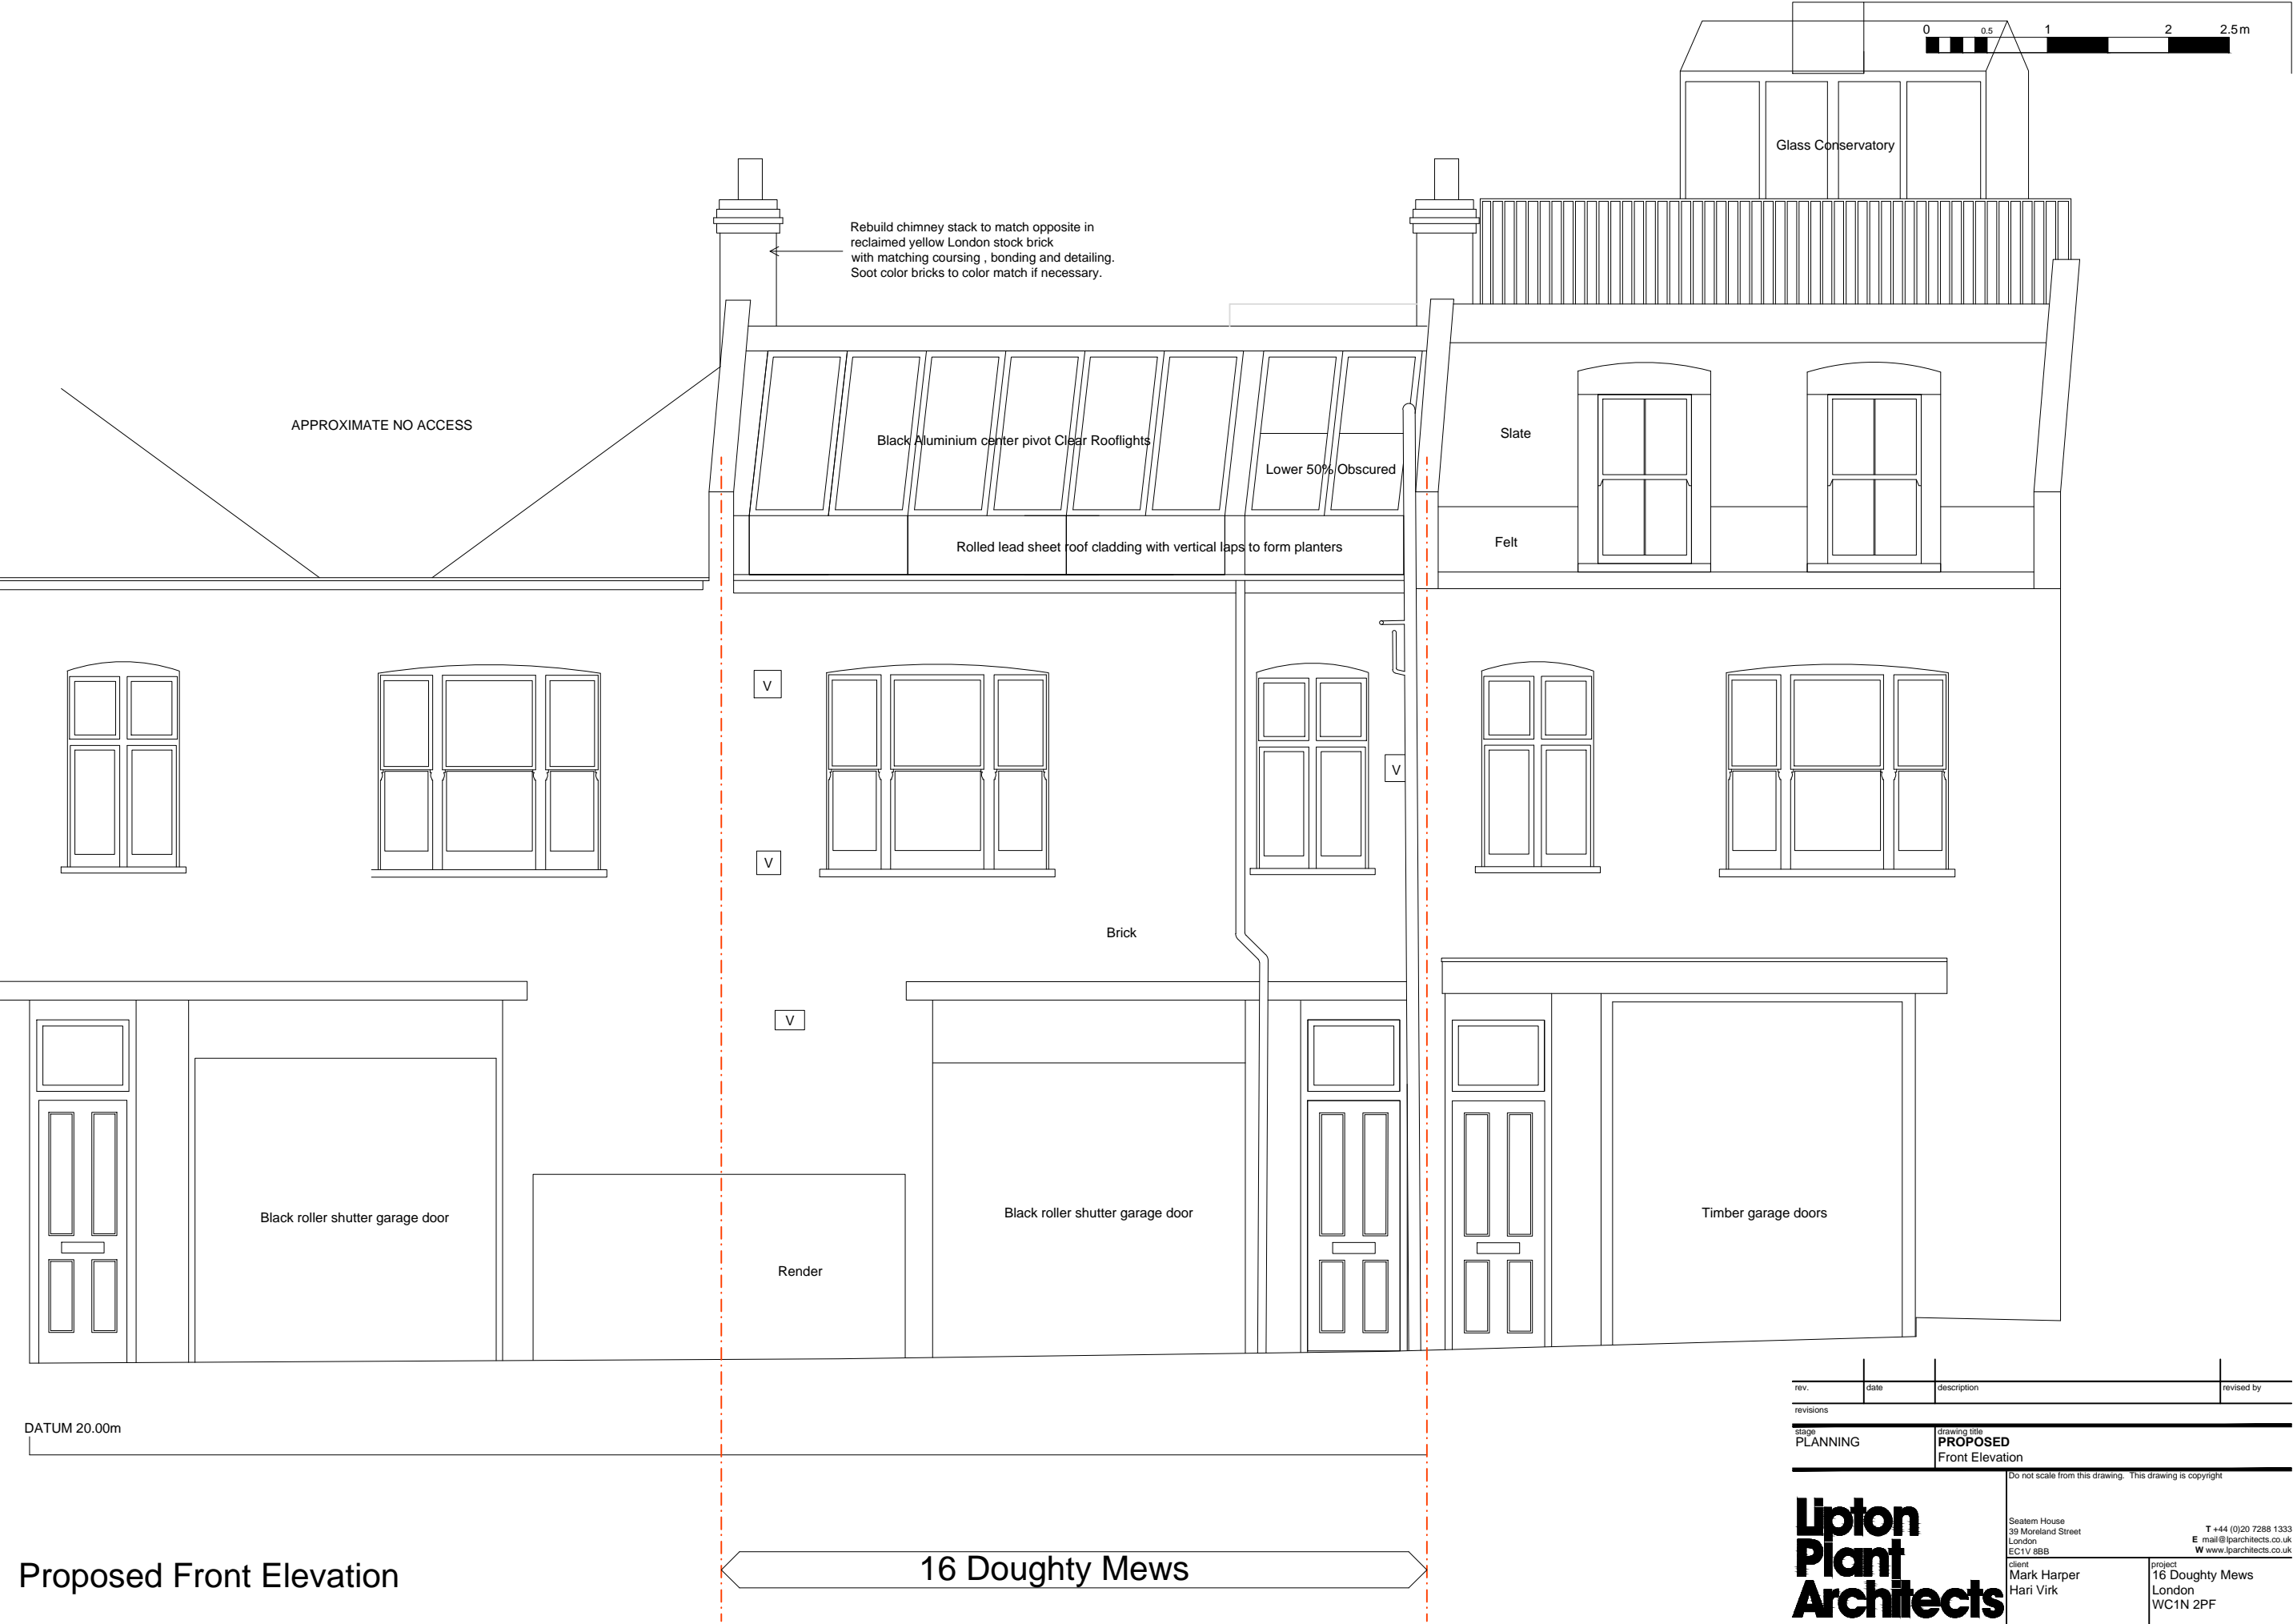 0 0.5 1 2 2.5m
Glass Conservatory
Rebuild chimney stack to match opposite in
reclaimed yellow London stock brick
with matching coursing , bonding and detailing.
Soot color bricks to color match if necessary.
APPROXIMATE NO ACCESS
Black Aluminium center pivot Clear Rooflights
Slate
Lower 50% Obscured
Rolled lead sheet roof cladding with vertical laps to form planters
Felt
V
V
V
Brick
V
Black roller shutter garage door
Black roller shutter garage door
Timber garage doors
Render
DATUM 20.00m
Proposed Front Elevation
16 Doughty Mews
rev. date description revised by
revisions
stage
PLANNING
drawing title
PROPOSED
Front Elevation
Do not scale from this drawing. This drawing is copyright
Lipton
Plant
Architects
Seatem House
39 Moreland Street
London
EC1V 8BB
T +44 (0)20 7288 1333
E mail@lparchitects.co.uk
W www.lparchitects.co.uk
client
Mark Harper
Hari Virk
project
16 Doughty Mews
London
WC1N 2PF